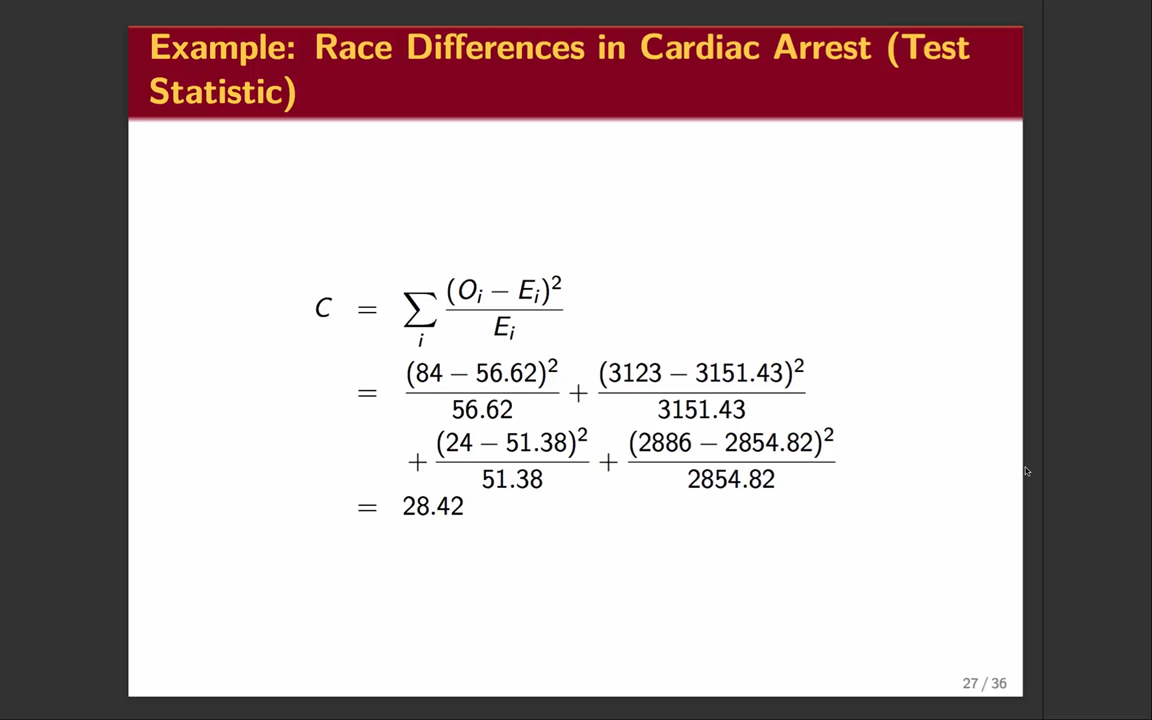 Example: Race Differences in Cardiac Arrest (Test
Statistic)
C = ∑_i (O_i − E_i)² / E_i
= (84 − 56.62)² / 56.62 + (3123 − 3151.43)² / 3151.43
+ (24 − 51.38)² / 51.38 + (2886 − 2854.82)² / 2854.82
= 28.42
27 / 36